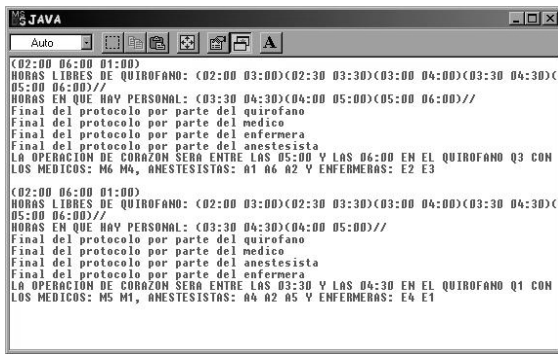 JAVA
Auto
A
(02:00 06:00 01:00)
HORAS LIBRES DE QUIROFANO: (02:00 03:00)(02:30 03:30)(03:00 04:00)(03:30 04:30)(
05:00 06:00)//
HORAS EN QUE HAY PERSONAL: (03:30 04:30)(04:00 05:00)(05:00 06:00)//
Final del protocolo por parte del quirofano
Final del protocolo por parte del medico
Final del protocolo por parte del enfermera
Final del protocolo por parte del anestesista
LA OPERACION DE CORAZON SERA ENTRE LAS 05:00 Y LAS 06:00 EN EL QUIROFANO Q3 CON
LOS MEDICOS: M6 M4, ANESTESISTAS: A1 A6 A2 Y ENFERMERAS: E2 E3
(02:00 06:00 01:00)
HORAS LIBRES DE QUIROFANO: (02:00 03:00)(02:30 03:30)(03:00 04:00)(03:30 04:30)(
05:00 06:00)//
HORAS EN QUE HAY PERSONAL: (03:30 04:30)(04:00 05:00)//
Final del protocolo por parte del quirofano
Final del protocolo por parte del medico
Final del protocolo por parte del anestesista
Final del protocolo por parte del enfermera
LA OPERACION DE CORAZON SERA ENTRE LAS 03:30 Y LAS 04:30 EN EL QUIROFANO Q1 CON
LOS MEDICOS: M5 M1, ANESTESISTAS: A4 A2 A5 Y ENFERMERAS: E4 E1